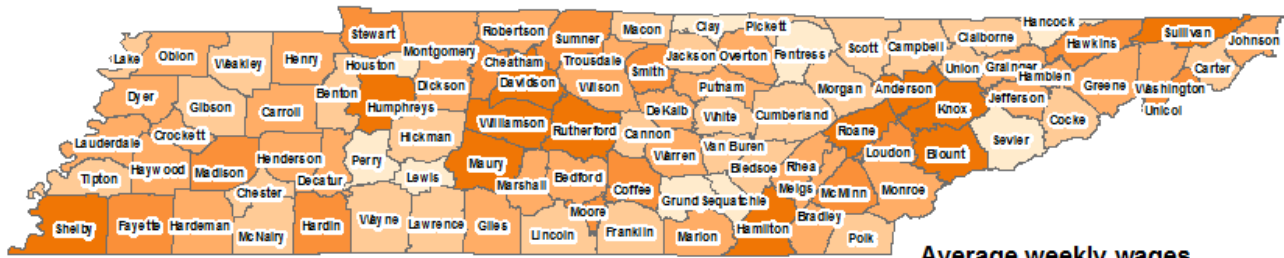 Lake
Obion
Weakley
Henry
Stewart
Houston
Montgomery
Robertson
Cheatham
Davidson
Sumner
Trousdale
Wilson
Macon
Smith
Clay
Jackson
Pickett
Overton
Fentress
Putnam
Scott
Morgan
Campbell
Claiborne
Union
Grainger
Hancock
Hamblen
Hawkins
Sullivan
Johnson
Carter
Washington
Unicoi
Greene
Jefferson
Cocke
Sevier
Knox
Anderson
Roane
Blount
Loudon
Cumberland
White
DeKalb
Cannon
Warren
Van Buren
Bledsoe
Rhea
Meigs
McMinn
Monroe
Dyer
Gibson
Carroll
Benton
Humphreys
Dickson
Hickman
Williamson
Rutherford
Lauderdale
Crockett
Haywood
Madison
Henderson
Decatur
Perry
Lewis
Maury
Marshall
Bedford
Coffee
Moore
Grund
Sequatchie
Tipton
Chester
Shelby
Fayette
Hardeman
McNairy
Hardin
Wayne
Lawrence
Giles
Lincoln
Franklin
Marion
Hamilton
Bradley
Polk
Average weekly wages